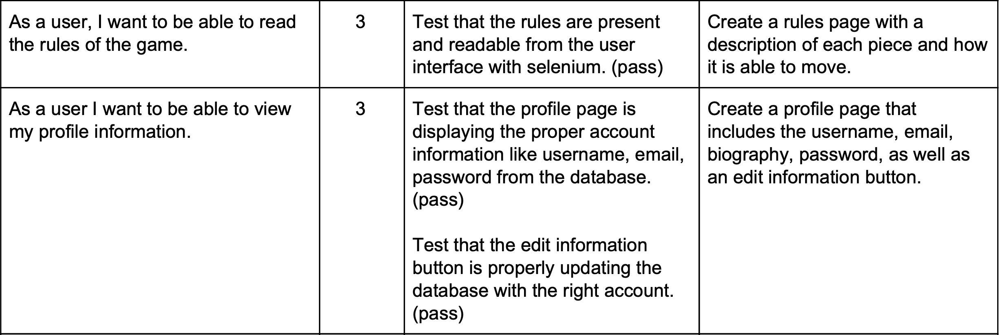 As a user, I want to be able to read
the rules of the game.
3
Test that the rules are present
and readable from the user
interface with selenium. (pass)
Create a rules page with a
description of each piece and how
it is able to move.
As a user I want to be able to view
my profile information.
3
Test that the profile page is
displaying the proper account
information like username, email,
password from the database.
(pass)
Test that the edit information
button is properly updating the
database with the right account.
(pass)
Create a profile page that
includes the username, email,
biography, password, as well as
an edit information button.